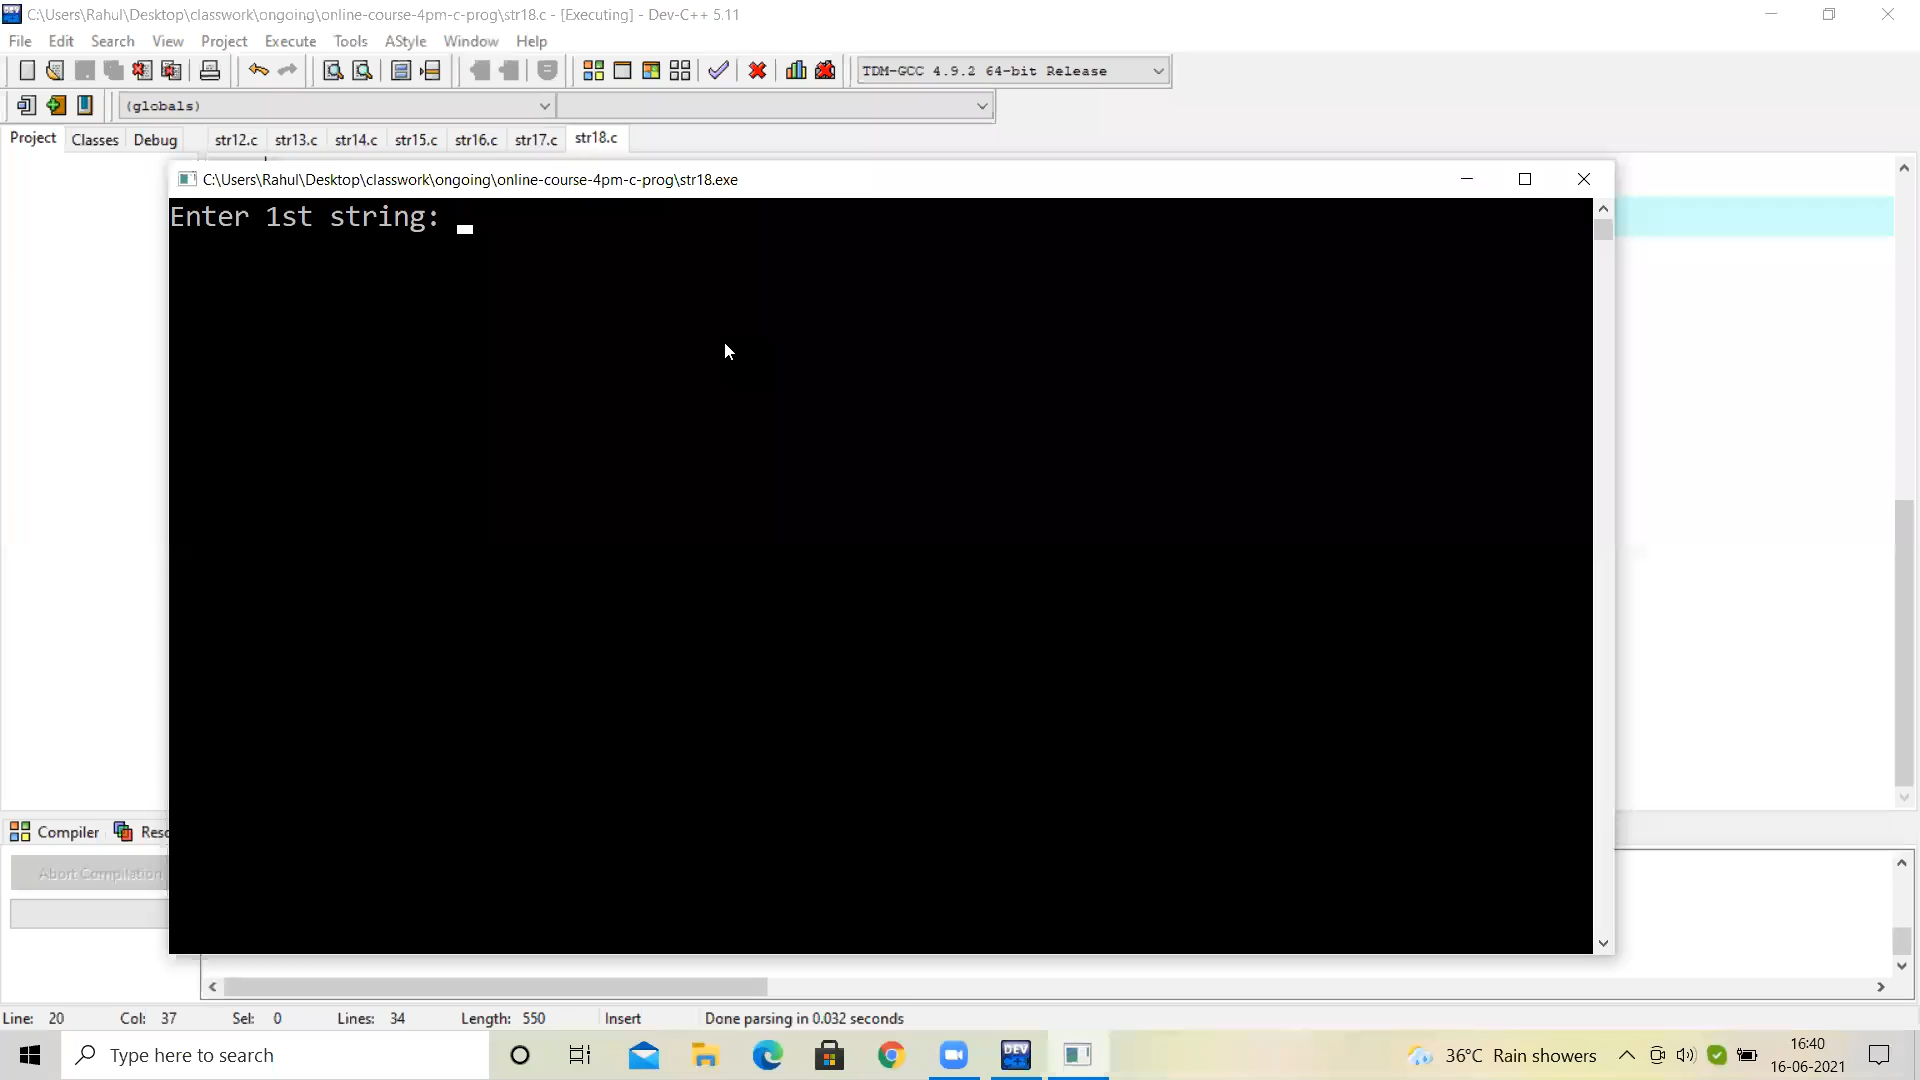 C:\Users\Rahul\Desktop\classwork\ongoing\online-course-4pm-c-prog\str18.c - [Executing] - Dev-C++ 5.11
File Edit Search View Project Execute Tools AStyle Window Help
TDM-GCC 4.9.2 64-bit Release
(globals)
Project Classes Debug str12.c str13.c str14.c str15.c str16.c str17.c str18.c
C:\Users\Rahul\Desktop\classwork\ongoing\online-course-4pm-c-prog\str18.exe
Enter 1st string:
Compiler Resc
Abort Compilation
Line: 20 Col: 37 Sel: 0 Lines: 34 Length: 550 Insert Done parsing in 0.032 seconds
Type here to search DEV C++ 36°C Rain showers 16:40
16-06-2021